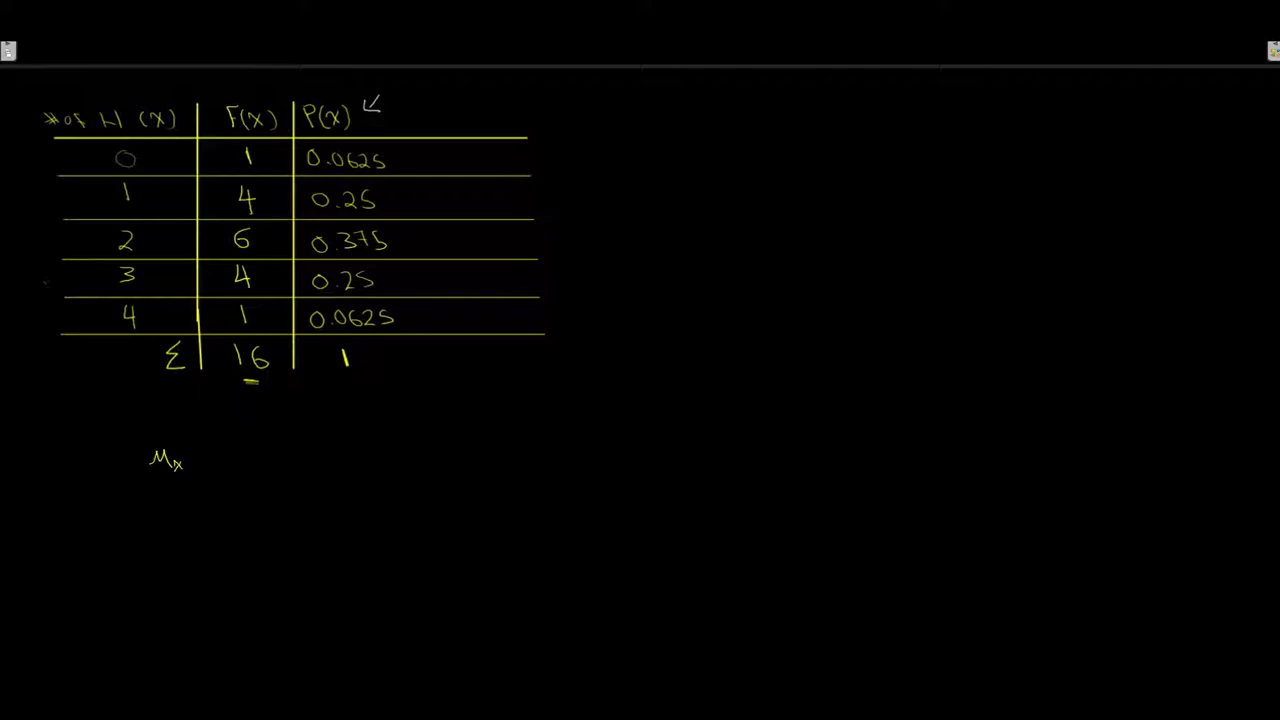 # of H (X) F(X) P(X)
0 1 0.0625
1 4 0.25
2 6 0.375
3 4 0.25
4 1 0.0625
Σ 16 1
μx